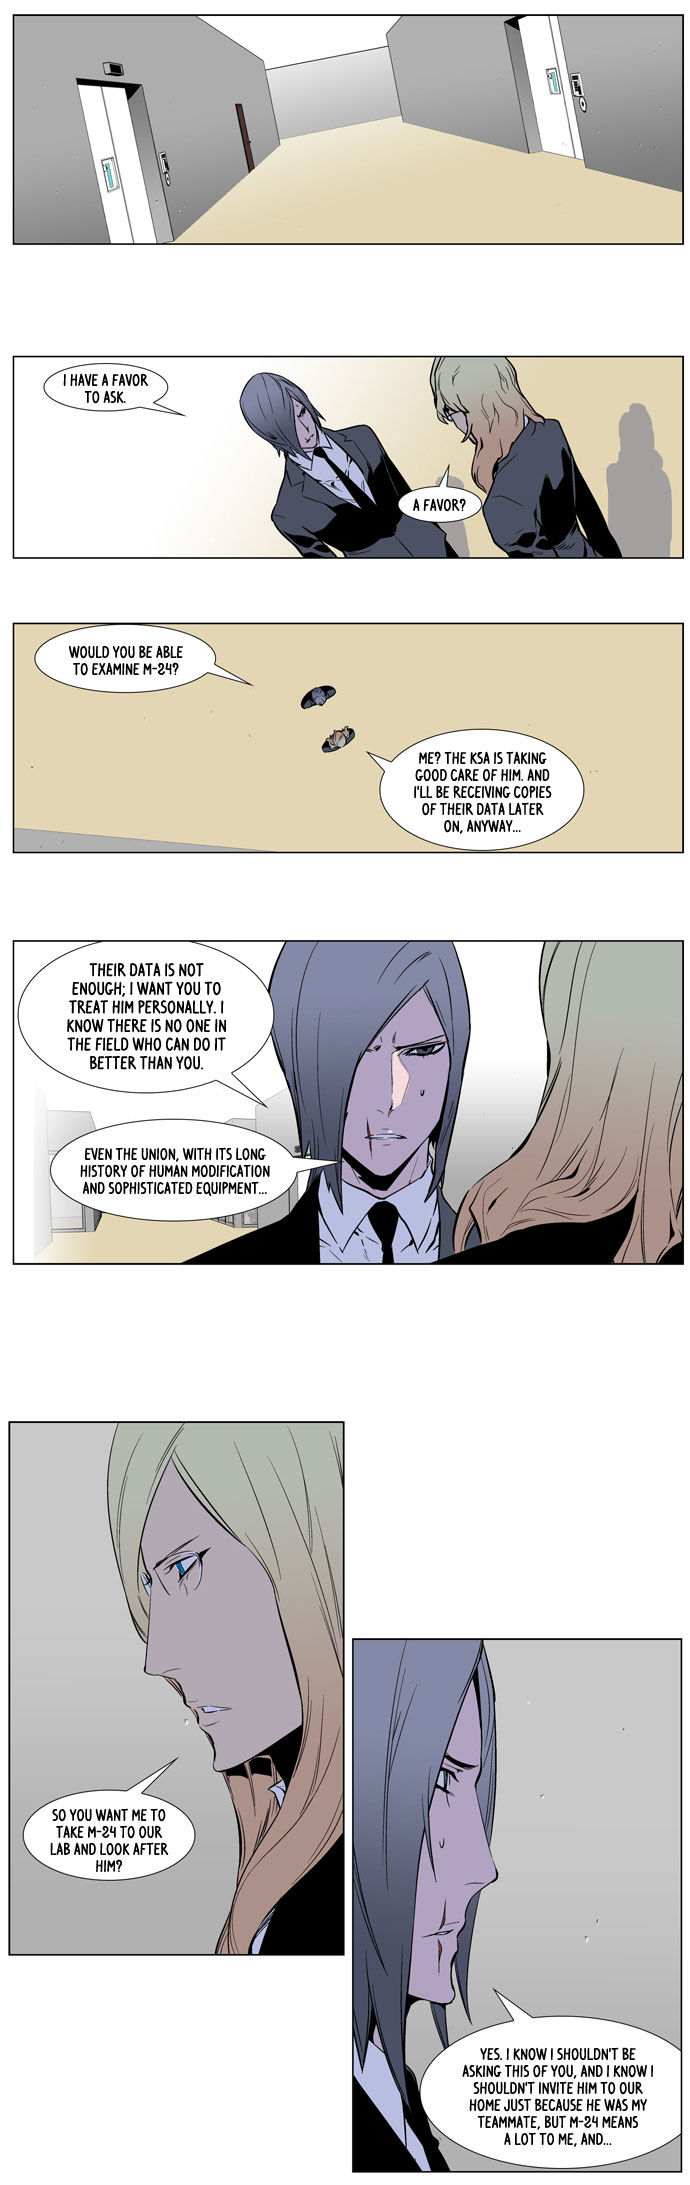 I HAVE A FAVOR
TO ASK.
A FAVOR?
WOULD YOU BE ABLE
TO EXAMINE M-24?
ME? THE KSA IS TAKING
GOOD CARE OF HIM. AND
I'LL BE RECEIVING COPIES
OF THEIR DATA LATER
ON, ANYWAY...
THEIR DATA IS NOT
ENOUGH; I WANT YOU TO
TREAT HIM PERSONALLY. I
KNOW THERE IS NO ONE IN
THE FIELD WHO CAN DO IT
BETTER THAN YOU.
EVEN THE UNION, WITH ITS LONG
HISTORY OF HUMAN MODIFICATION
AND SOPHISTICATED EQUIPMENT...
SO YOU WANT ME TO
TAKE M-24 TO OUR
LAB AND LOOK AFTER
HIM?
YES. I KNOW I SHOULDN'T BE
ASKING THIS OF YOU, AND I KNOW I
SHOULDN'T INVITE HIM TO OUR
HOME JUST BECAUSE HE WAS MY
TEAMMATE, BUT M-24 MEANS
A LOT TO ME, AND...